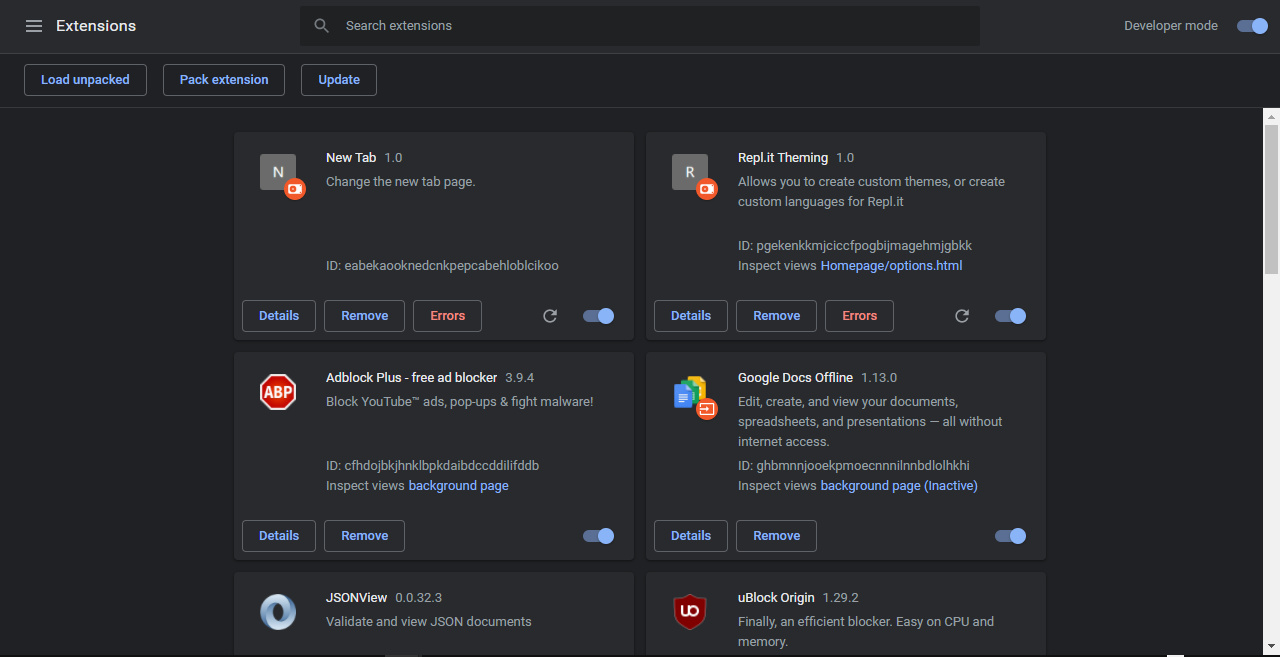 Extensions
Search extensions
Developer mode
Load unpacked
Pack extension
Update
N
New Tab 1.0
Change the new tab page.
ID: eabekaooknedcnkpepcabehloblcikoo
Details
Remove
Errors
R
Repl.it Theming 1.0
Allows you to create custom themes, or create
custom languages for Repl.it
ID: pgekenkkmjciccfpogbijmagehmjgbkk
Inspect views Homepage/options.html
Details
Remove
Errors
ABP
Adblock Plus - free ad blocker 3.9.4
Block YouTube™ ads, pop-ups & fight malware!
ID: cfhdojbkjhnklbpkdaibdccddilifddb
Inspect views background page
Details
Remove
Google Docs Offline 1.13.0
Edit, create, and view your documents,
spreadsheets, and presentations — all without
internet access.
ID: ghbmnnjooekpmoecnnnilnnbdlolhkhi
Inspect views background page (Inactive)
Details
Remove
JSONView 0.0.32.3
Validate and view JSON documents
uO
uBlock Origin 1.29.2
Finally, an efficient blocker. Easy on CPU and
memory.